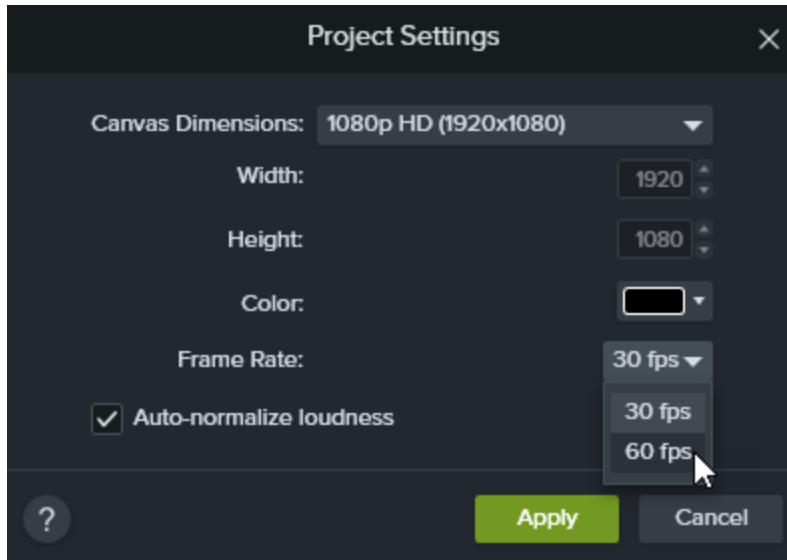 Project Settings
Canvas Dimensions: 1080p HD (1920x1080)
Width: 1920
Height: 1080
Color:
Frame Rate: 30 fps
30 fps
60 fps
Auto-normalize loudness
? Apply Cancel